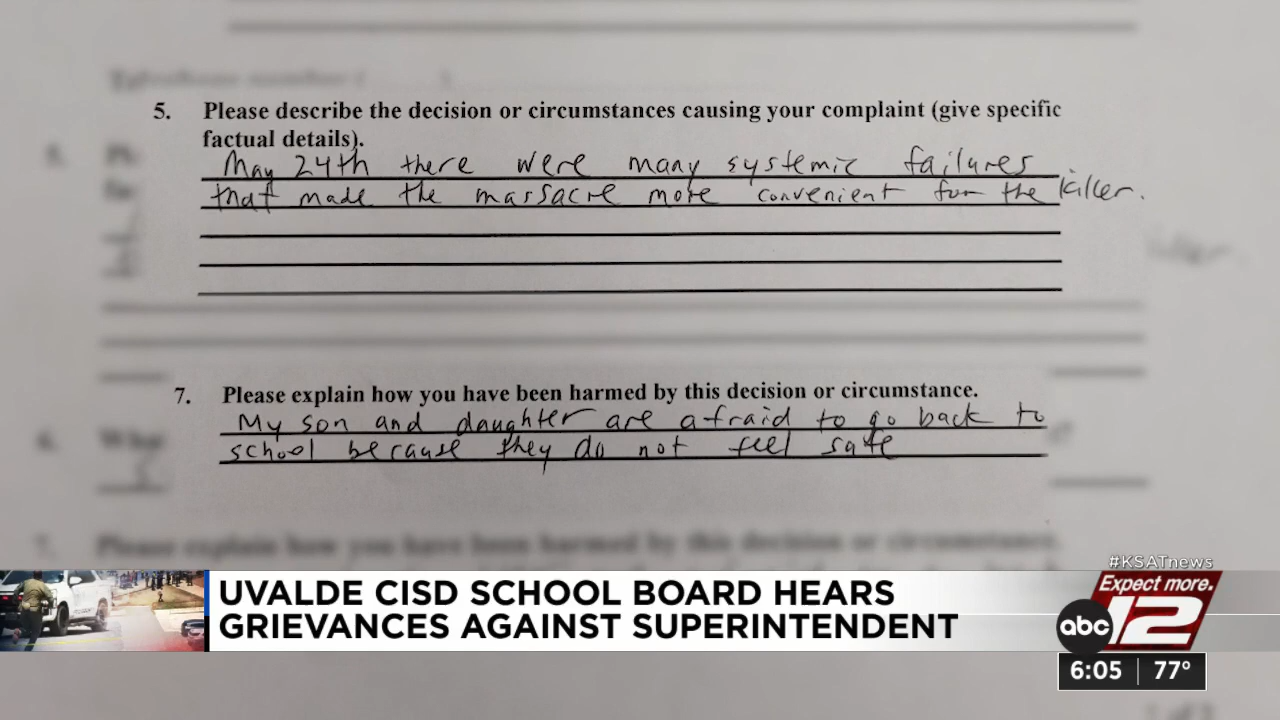 5. Please describe the decision or circumstances causing your complaint (give specific
factual details).
May 24th there were many systemic failures
that made the massacre more convenient for the killer.
7. Please explain how you have been harmed by this decision or circumstance.
My son and daughter are afraid to go back to
school because they do not feel safe
#KSATnews
UVALDE CISD SCHOOL BOARD HEARS
GRIEVANCES AGAINST SUPERINTENDENT
Expect more.
abc 12
6:05 77°